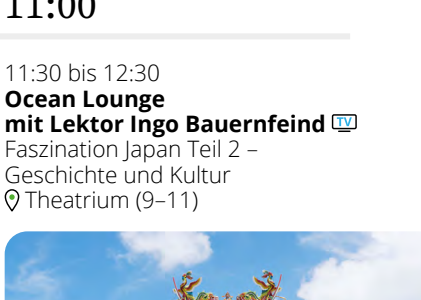 11:00
11:30 bis 12:30
Ocean Lounge
mit Lektor Ingo Bauernfeind TV
Faszination Japan Teil 2 –
Geschichte und Kultur
Theatrium (9–11)